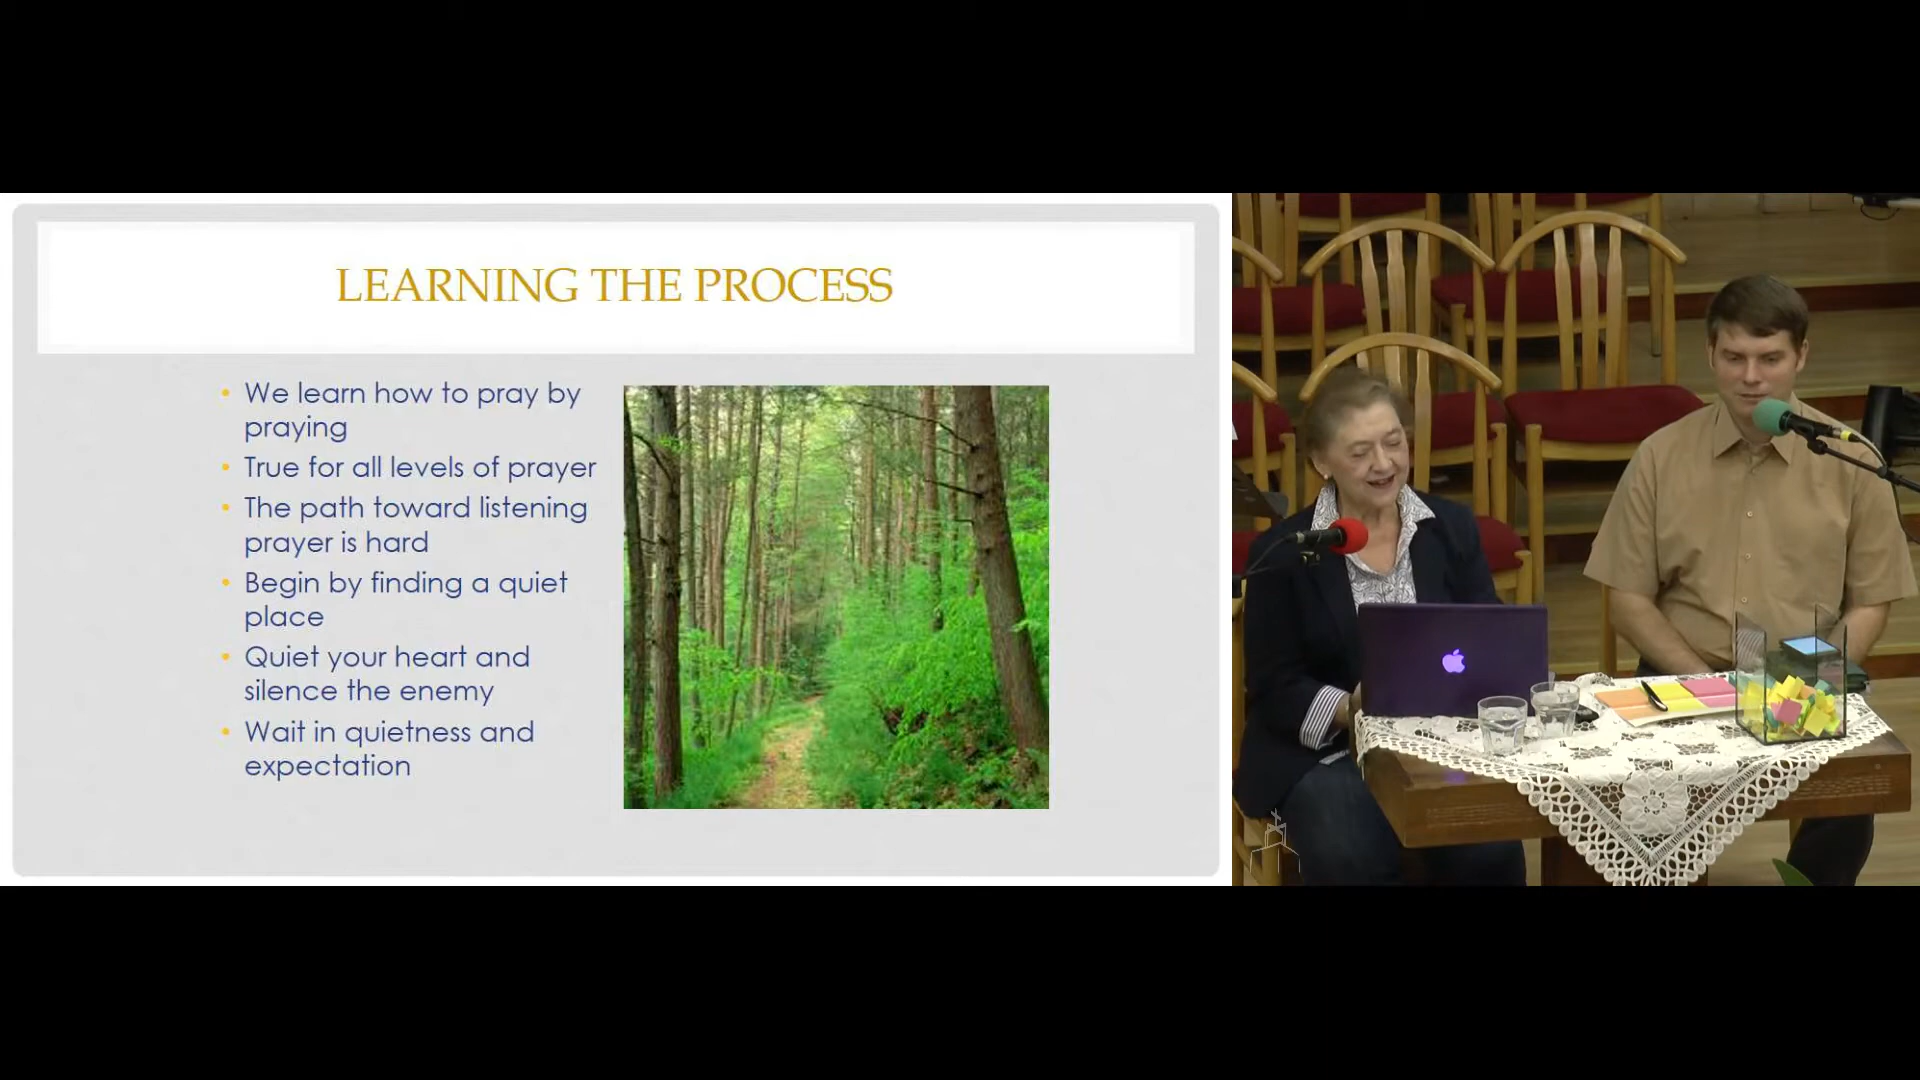 LEARNING THE PROCESS
• We learn how to pray by
praying
• True for all levels of prayer
• The path toward listening
prayer is hard
• Begin by finding a quiet
place
• Quiet your heart and
silence the enemy
• Wait in quietness and
expectation